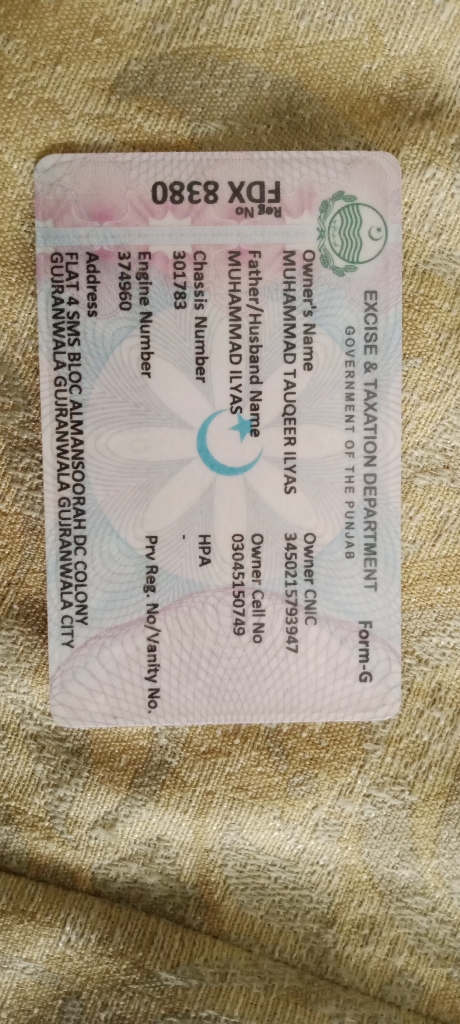 EXCISE & TAXATION DEPARTMENT
GOVERNMENT OF THE PUNJAB
Form-G
Reg No
FDX 8380
Owner's Name
MUHAMMAD TAUQEER ILYAS
Owner CNIC
3450215793947
Father/Husband Name
MUHAMMAD ILYAS
Owner Cell No
03045150749
Chassis Number
301783
HPA
-
Engine Number
374960
Prv Reg. No/Vanity No.
Address
FLAT 4 SMS BLOC ALMANSOORAH DC COLONY
GUJRANWALA GUJRANWALA GUJRANWALA CITY